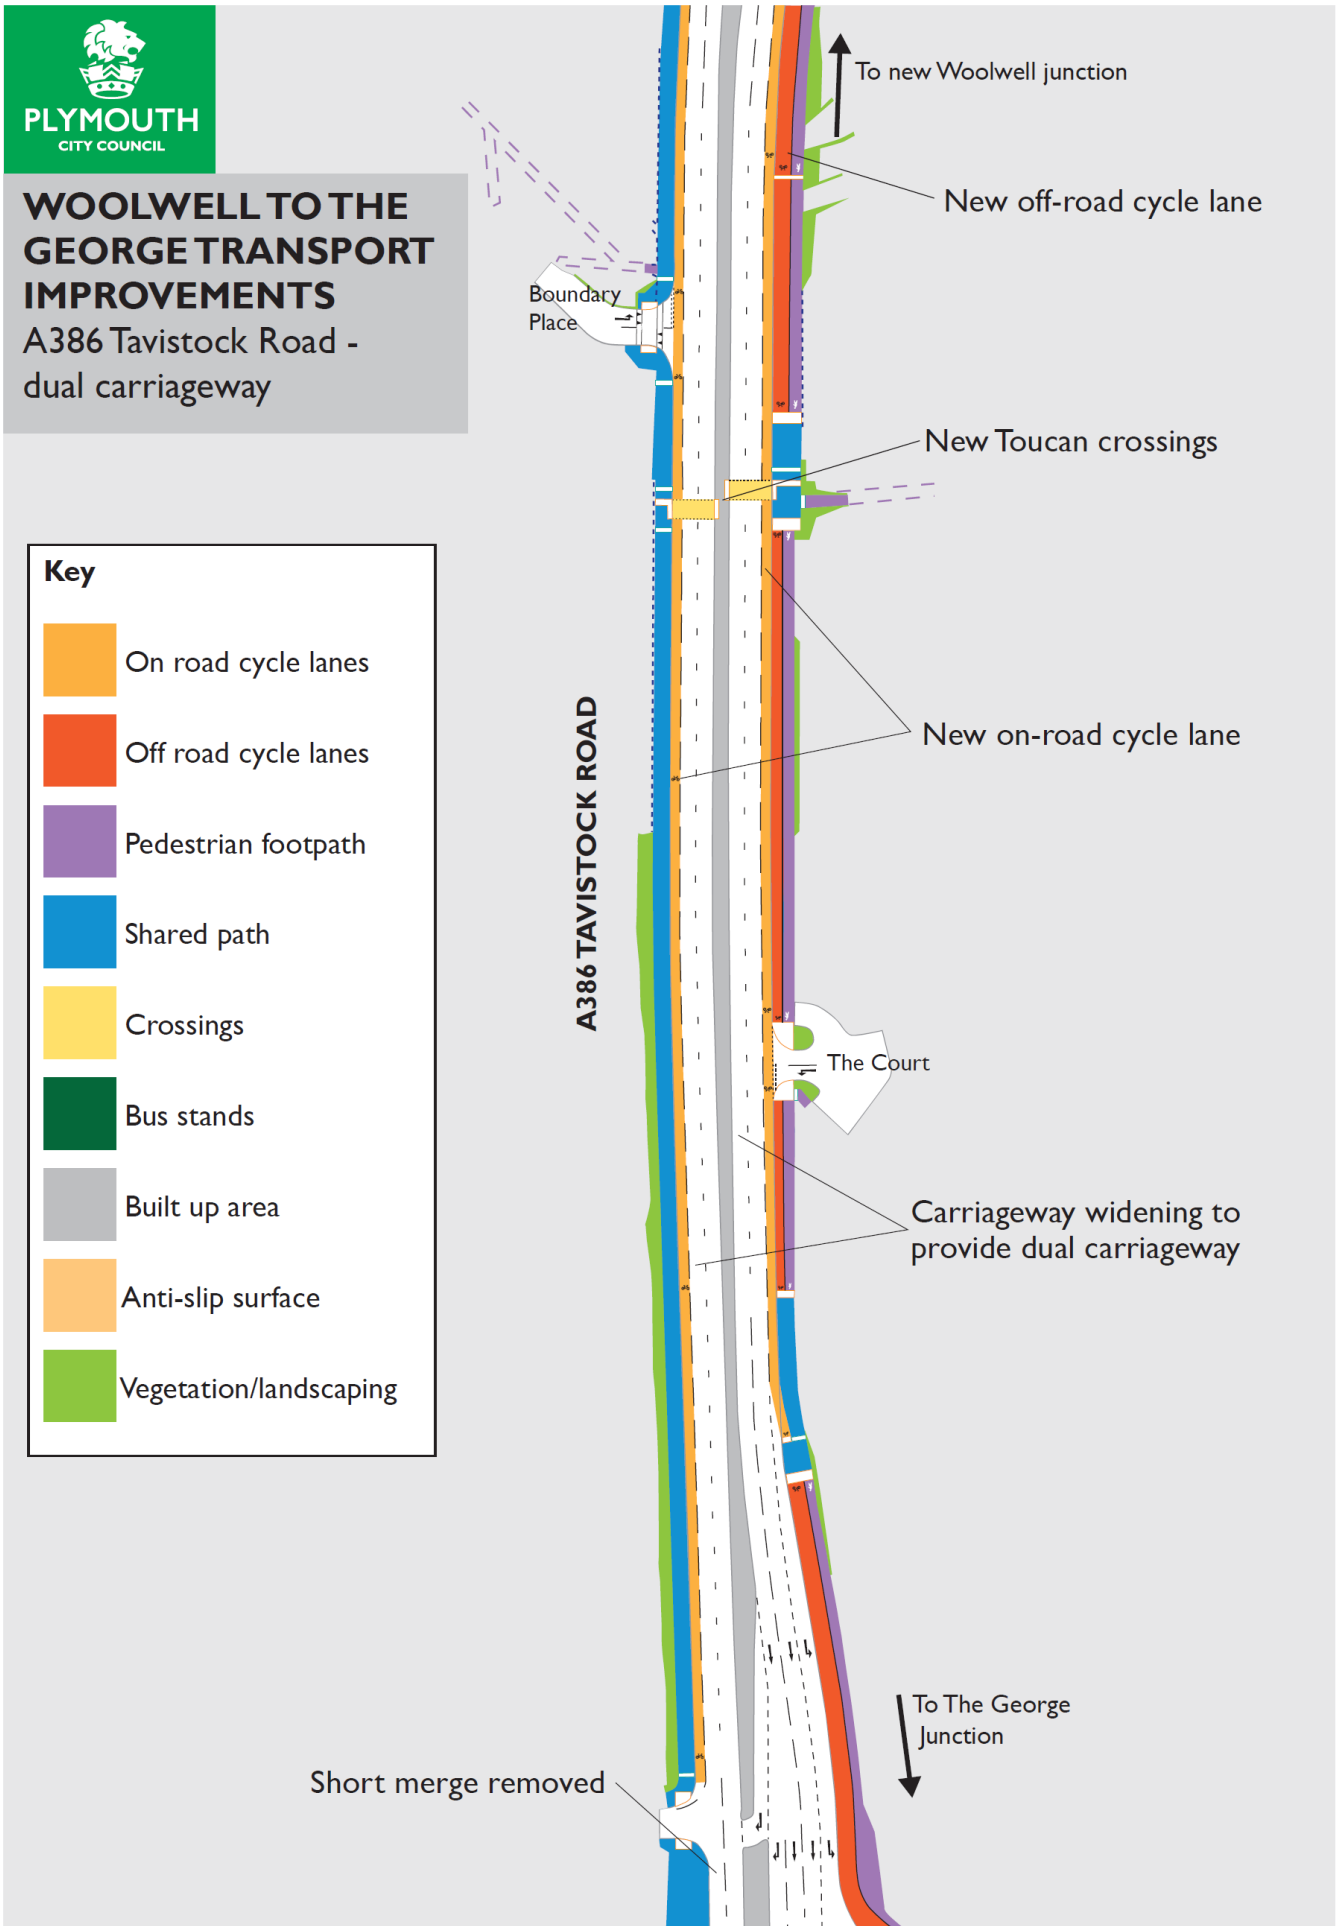 PLYMOUTH
CITY COUNCIL
WOOLWELL TO THE
GEORGE TRANSPORT
IMPROVEMENTS
A386 Tavistock Road -
dual carriageway
To new Woolwell junction
New off-road cycle lane
Boundary
Place
New Toucan crossings
Key
On road cycle lanes
Off road cycle lanes
Pedestrian footpath
Shared path
Crossings
Bus stands
Built up area
Anti-slip surface
Vegetation/landscaping
A386 TAVISTOCK ROAD
New on-road cycle lane
The Court
Carriageway widening to
provide dual carriageway
To The George
Junction
Short merge removed